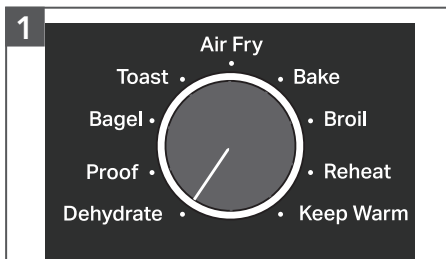 1
Air Fry
Toast Bake
Bagel Broil
Proof Reheat
Dehydrate Keep Warm